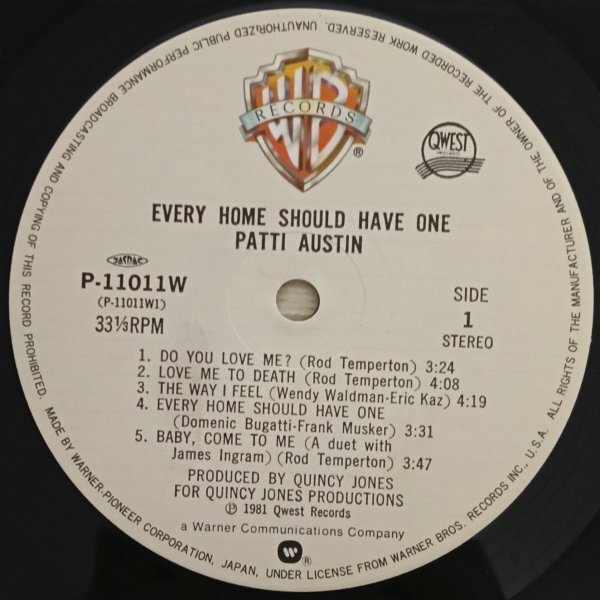 WB
RECORDS
®
QWEST
RECORDS
EVERY HOME SHOULD HAVE ONE
PATTI AUSTIN
JASRAC
P-11011W
(P-11011W1)
33⅓RPM
SIDE
1
STEREO
1. DO YOU LOVE ME? (Rod Temperton) 3:24
2. LOVE ME TO DEATH (Rod Temperton) 4:08
3. THE WAY I FEEL (Wendy Waldman-Eric Kaz) 4:19
4. EVERY HOME SHOULD HAVE ONE
(Domenic Bugatti-Frank Musker) 3:31
5. BABY, COME TO ME (A duet with
James Ingram) (Rod Temperton) 3:47
PRODUCED BY QUINCY JONES
FOR QUINCY JONES PRODUCTIONS
℗ 1981 Qwest Records
a Warner Communications Company
®
MADE BY WARNER-PIONEER CORPORATION, JAPAN, UNDER LICENSE FROM WARNER BROS. RECORDS INC., U.S.A. ALL RIGHTS OF THE MANUFACTURER AND OF THE OWNER OF THE RECORDED WORK RESERVED. UNAUTHORIZED PUBLIC PERFORMANCE BROADCASTING AND COPYING OF THIS RECORD PROHIBITED.